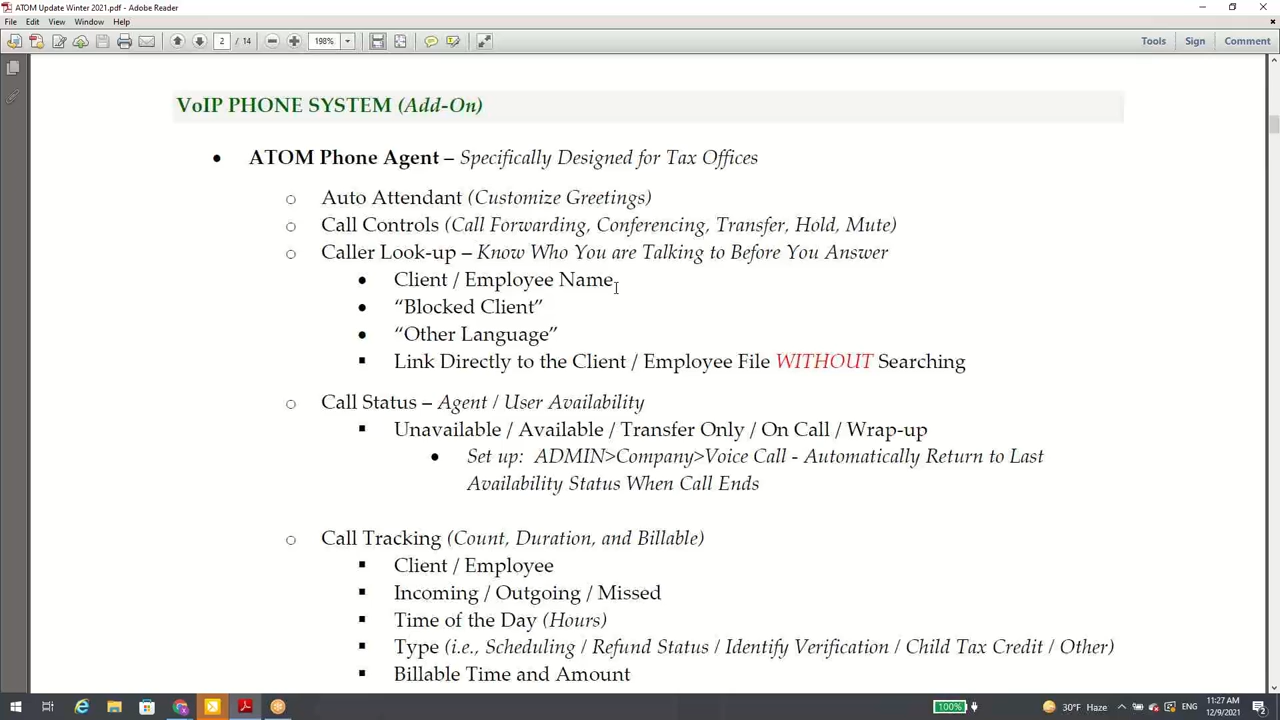 ATOM Update Winter 2021.pdf - Adobe Reader
File Edit View Window Help
2 / 14 198% Tools Sign Comment
VoIP PHONE SYSTEM (Add-On)
• ATOM Phone Agent – Specifically Designed for Tax Offices
○ Auto Attendant (Customize Greetings)
○ Call Controls (Call Forwarding, Conferencing, Transfer, Hold, Mute)
○ Caller Look-up – Know Who You are Talking to Before You Answer
• Client / Employee Name
• “Blocked Client”
• “Other Language”
▪ Link Directly to the Client / Employee File WITHOUT Searching
○ Call Status – Agent / User Availability
▪ Unavailable / Available / Transfer Only / On Call / Wrap-up
• Set up: ADMIN>Company>Voice Call - Automatically Return to Last
Availability Status When Call Ends
○ Call Tracking (Count, Duration, and Billable)
▪ Client / Employee
▪ Incoming / Outgoing / Missed
▪ Time of the Day (Hours)
▪ Type (i.e., Scheduling / Refund Status / Identify Verification / Child Tax Credit / Other)
▪ Billable Time and Amount
100% 30°F Haze ENG 11:27 AM
12/9/2021